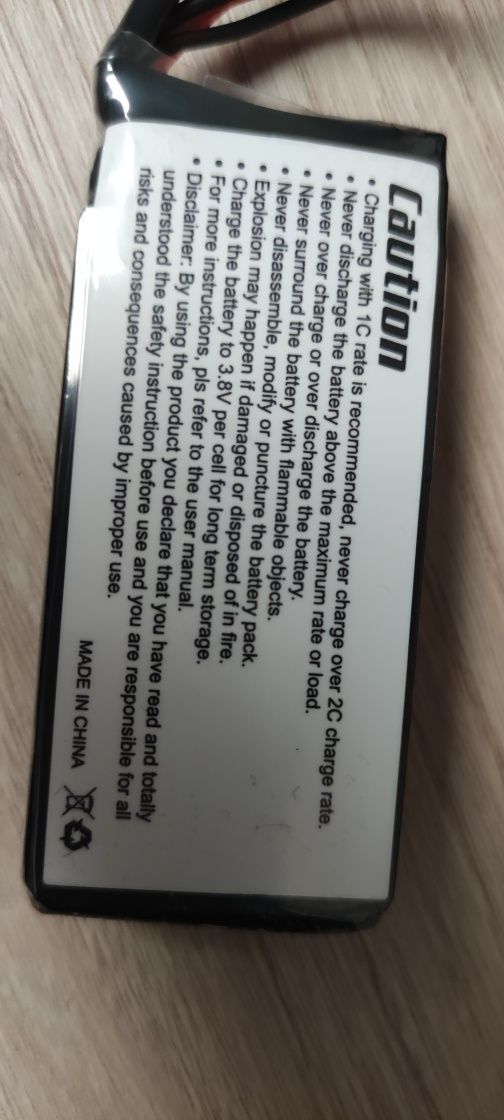 Caution
• Charging with 1C rate is recommended, never charge over 2C charge rate.
• Never discharge the battery above the maximum rate or load.
• Never over charge or over discharge the battery.
• Never surround the battery with flammable objects.
• Never disassemble, modify or puncture the battery pack.
• Explosion may happen if damaged or disposed of in fire.
• Charge the battery to 3.8V per cell for long term storage.
• For more instructions, pls refer to the user manual.
• Disclaimer: By using the product you declare that you have read and totally
understood the safety instruction before use and you are responsible for all
risks and consequences caused by improper use.
MADE IN CHINA